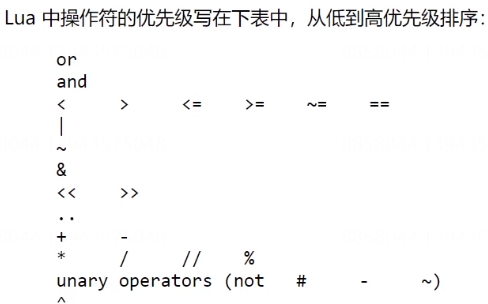 Lua 中操作符的优先级写在下表中，从低到高优先级排序：
or
and
< > <= >= ~= ==
|
~
&
<< >>
..
+ -
* / // %
unary operators (not # - ~)
^